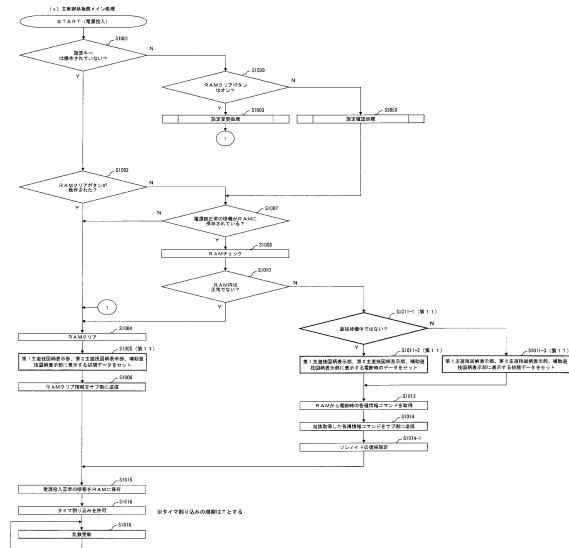 (a) 主制御基板側メイン処理
START (電源投入)
S1001
設定キー
は操作されていない？
N
Y
S1020
RAMクリアボタン
はオン？
N
Y
S1003
設定変更処理
S3050
設定確認処理
1
S1002
RAMクリアボタンが
操作された？
N
Y
S1007
電源断正常の情報がRAMに
保存されている？
N
Y
S1008
RAMチェック
S1010
RAM内は
正常でない？
N
Y
1
S1011-1 (第11)
遊技待機中ではない？
N
Y
S1004
RAMクリア
S1005 (第11)
第1主遊技図柄表示部、第2主遊技図柄表示部、補助遊
技図柄表示部に表示する初期データをセット
S1006
RAMクリア情報をサブ側に送信
S1011-2 (第11)
第1主遊技図柄表示部、第2主遊技図柄表示部、補助遊
技図柄表示部に表示する電断時のデータをセット
S1011-3 (第11)
第1主遊技図柄表示部、第2主遊技図柄表示部、補助遊
技図柄表示部に表示する初期データをセット
S1012
RAMから電断時の各種情報コマンドを取得
S1014
当該取得した各種情報コマンドをサブ側に送信
S1014-1
ソレノイドの復帰設定
S1015
電源投入正常の情報をRAMに保存
S1016
タイマ割り込みを許可
※タイマ割り込みの周期はTとする
S1018
乱数更新